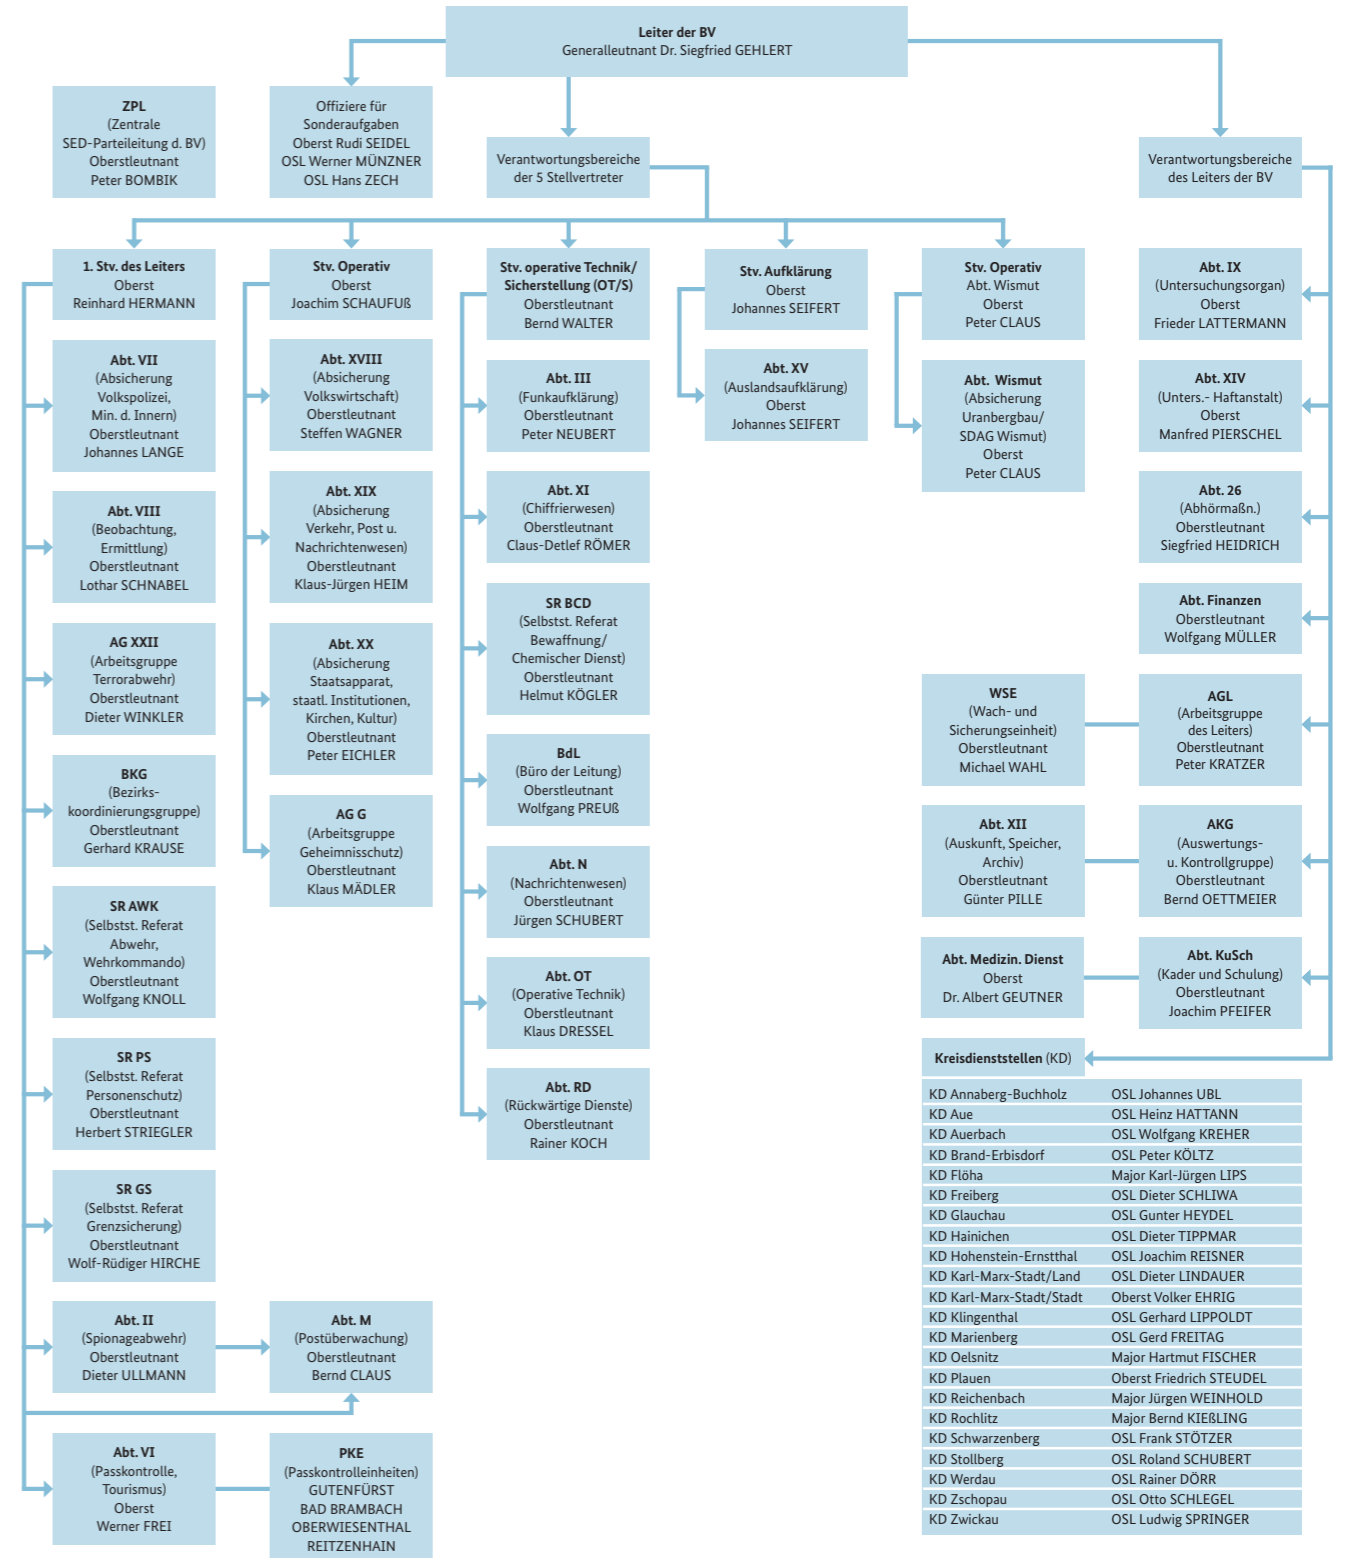 Leiter der BV
Generalleutnant Dr. Siegfried GEHLERT
ZPL
(Zentrale
SED-Parteileitung d. BV)
Oberstleutnant
Peter BOMBIK
Offiziere für
Sonderaufgaben
Oberst Rudi SEIDEL
OSL Werner MÜNZNER
OSL Hans ZECH
Verantwortungsbereiche
der 5 Stellvertreter
Verantwortungsbereiche
des Leiters der BV
1. Stv. des Leiters
Oberst
Reinhard HERMANN
Abt. VII
(Absicherung
Volkspolizei,
Min. d. Innern)
Oberstleutnant
Johannes LANGE
Abt. VIII
(Beobachtung,
Ermittlung)
Oberstleutnant
Lothar SCHNABEL
AG XXII
(Arbeitsgruppe
Terrorabwehr)
Oberstleutnant
Dieter WINKLER
BKG
(Bezirks-
koordinierungsgruppe)
Oberstleutnant
Gerhard KRAUSE
SR AWK
(Selbstst. Referat
Abwehr,
Wehrkommando)
Oberstleutnant
Wolfgang KNOLL
SR PS
(Selbstst. Referat
Personenschutz)
Oberstleutnant
Herbert STRIEGLER
SR GS
(Selbstst. Referat
Grenzsicherung)
Oberstleutnant
Wolf-Rüdiger HIRCHE
Abt. II
(Spionageabwehr)
Oberstleutnant
Dieter ULLMANN
Abt. M
(Postüberwachung)
Oberstleutnant
Bernd CLAUS
Abt. VI
(Passkontrolle,
Tourismus)
Oberst
Werner FREI
PKE
(Passkontrolleinheiten)
GUTENFÜRST
BAD BRAMBACH
OBERWIESENTHAL
REITZENHAIN
Stv. Operativ
Oberst
Joachim SCHAUFUß
Abt. XVIII
(Absicherung
Volkswirtschaft)
Oberstleutnant
Steffen WAGNER
Abt. XIX
(Absicherung
Verkehr, Post u.
Nachrichtenwesen)
Oberstleutnant
Klaus-Jürgen HEIM
Abt. XX
(Absicherung
Staatsapparat,
staatl. Institutionen,
Kirchen, Kultur)
Oberstleutnant
Peter EICHLER
AG G
(Arbeitsgruppe
Geheimnisschutz)
Oberstleutnant
Klaus MÄDLER
Stv. operative Technik/
Sicherstellung (OT/S)
Oberstleutnant
Bernd WALTER
Abt. III
(Funkaufklärung)
Oberstleutnant
Peter NEUBERT
Abt. XI
(Chiffrierwesen)
Oberstleutnant
Claus-Detlef RÖMER
SR BCD
(Selbstst. Referat
Bewaffnung/
Chemischer Dienst)
Oberstleutnant
Helmut KÖGLER
BdL
(Büro der Leitung)
Oberstleutnant
Wolfgang PREUß
Abt. N
(Nachrichtenwesen)
Oberstleutnant
Jürgen SCHUBERT
Abt. OT
(Operative Technik)
Oberstleutnant
Klaus DRESSEL
Abt. RD
(Rückwärtige Dienste)
Oberstleutnant
Rainer KOCH
Stv. Aufklärung
Oberst
Johannes SEIFERT
Abt. XV
(Auslandsaufklärung)
Oberst
Johannes SEIFERT
Stv. Operativ
Abt. Wismut
Oberst
Peter CLAUS
Abt. Wismut
(Absicherung
Uranbergbau/
SDAG Wismut)
Oberst
Peter CLAUS
Abt. IX
(Untersuchungsorgan)
Oberst
Frieder LATTERMANN
Abt. XIV
(Unters.- Haftanstalt)
Oberst
Manfred PIERSCHEL
Abt. 26
(Abhörmaßn.)
Oberstleutnant
Siegfried HEIDRICH
Abt. Finanzen
Oberstleutnant
Wolfgang MÜLLER
WSE
(Wach- und
Sicherungseinheit)
Oberstleutnant
Michael WAHL
AGL
(Arbeitsgruppe
des Leiters)
Oberstleutnant
Peter KRATZER
Abt. XII
(Auskunft, Speicher,
Archiv)
Oberstleutnant
Günter PILLE
AKG
(Auswertungs-
u. Kontrollgruppe)
Oberstleutnant
Bernd OETTMEIER
Abt. Medizin. Dienst
Oberst
Dr. Albert GEUTNER
Abt. KuSch
(Kader und Schulung)
Oberstleutnant
Joachim PFEIFER
Kreisdienststellen (KD)
KD Annaberg-Buchholz OSL Johannes UBL
KD Aue OSL Heinz HATTANN
KD Auerbach OSL Wolfgang KREHER
KD Brand-Erbisdorf OSL Peter KÖLTZ
KD Flöha Major Karl-Jürgen LIPS
KD Freiberg OSL Dieter SCHLIWA
KD Glauchau OSL Gunter HEYDEL
KD Hainichen OSL Dieter TIPPMAR
KD Hohenstein-Ernstthal OSL Joachim REISNER
KD Karl-Marx-Stadt/Land OSL Dieter LINDAUER
KD Karl-Marx-Stadt/Stadt Oberst Volker EHRIG
KD Klingenthal OSL Gerhard LIPPOLDT
KD Marienberg OSL Gerd FREITAG
KD Oelsnitz Major Hartmut FISCHER
KD Plauen Oberst Friedrich STEUDEL
KD Reichenbach Major Jürgen WEINHOLD
KD Rochlitz Major Bernd KIEßLING
KD Schwarzenberg OSL Frank STÖTZER
KD Stollberg OSL Roland SCHUBERT
KD Werdau OSL Rainer DÖRR
KD Zschopau OSL Otto SCHLEGEL
KD Zwickau OSL Ludwig SPRINGER